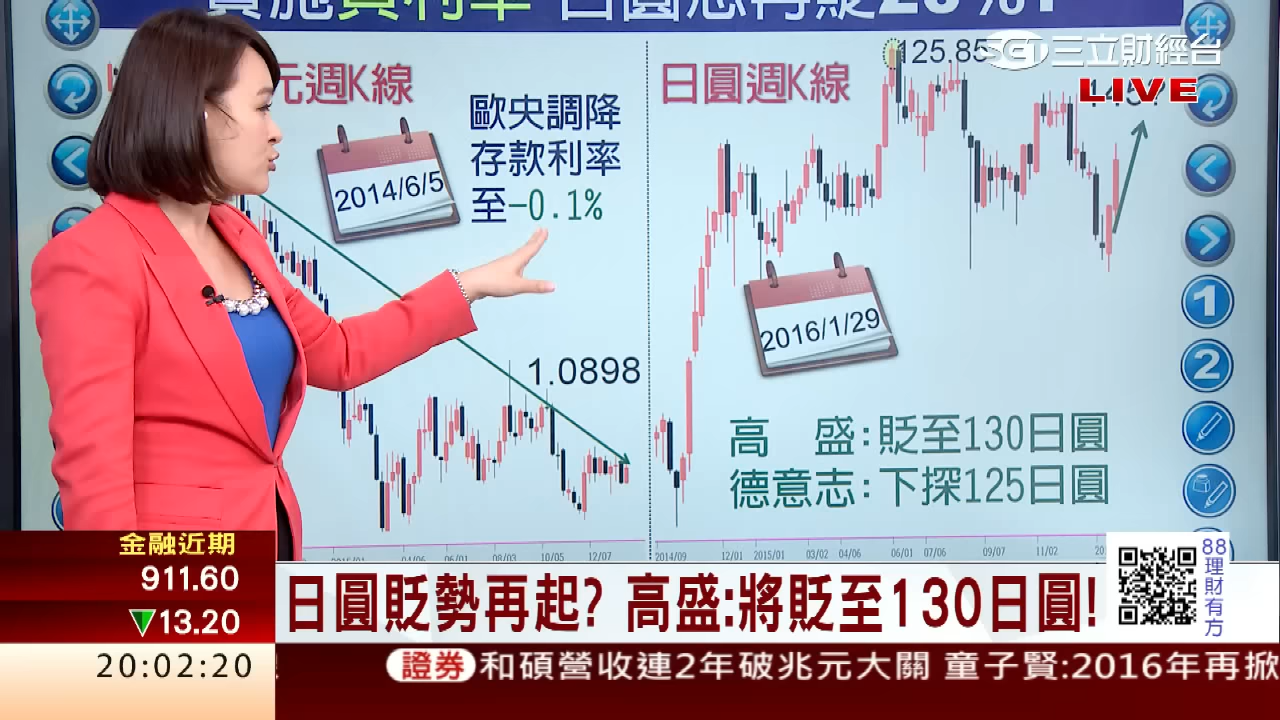 125.85
三立財經台
LIVE
元週K線
日圓週K線
歐央調降
存款利率
至-0.1%
2014/6/5
2016/1/29
1.0898
高 盛:貶至130日圓
德意志:下探125日圓
04/06
06/01
08/03
10/05
12/07
2014/09
12/01
2015/01
03/02
04/06
06/01
07/06
09/07
11/02
1
2
金融近期
911.60
▼13.20
日圓貶勢再起? 高盛:將貶至130日圓!
88理財有方
20:02:20
證券 和碩營收連2年破兆元大關 童子賢:2016年再掀